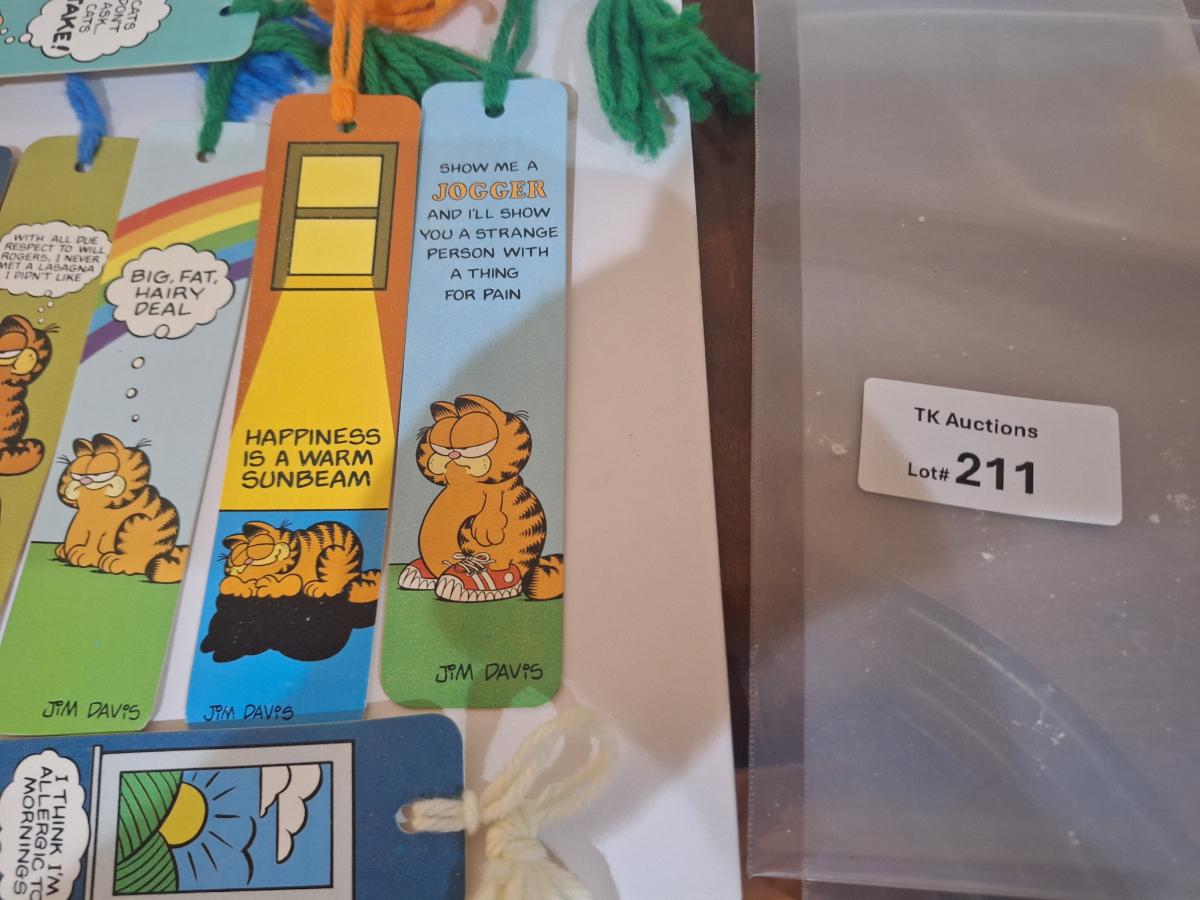 CATS
DON'T
ASK...
CATS
TAKE!
WITH ALL DUE
RESPECT TO WILL
ROGERS, I NEVER
MET A LASAGNA
I DIDN'T LIKE
BIG, FAT,
HAIRY
DEAL
JIM DAVIS
HAPPINESS
IS A WARM
SUNBEAM
JIM DAVIS
SHOW ME A
JOGGER
AND I'LL SHOW
YOU A STRANGE
PERSON WITH
A THING
FOR PAIN
JIM DAVIS
I THINK I'M
ALLERGIC TO
MORNINGS
TK Auctions
Lot# 211